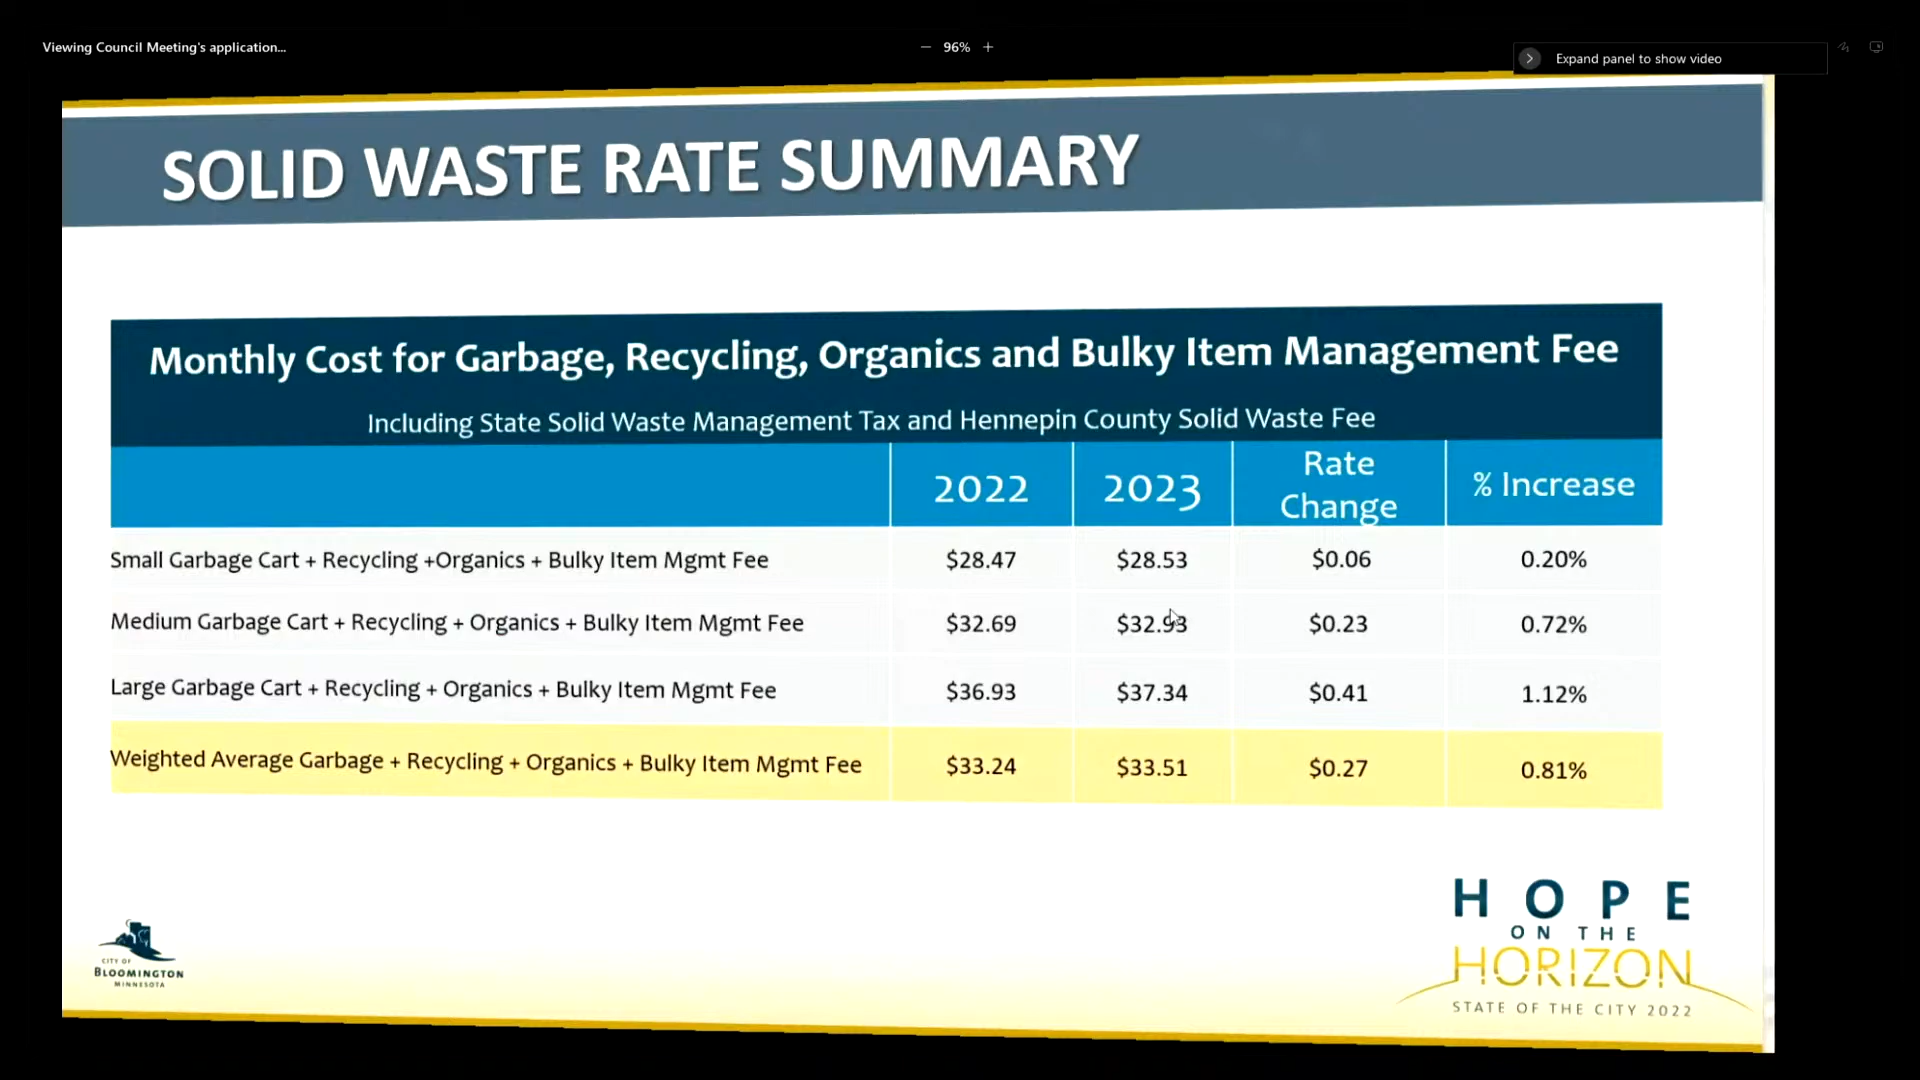 Viewing Council Meeting's application...
− 96% +
Expand panel to show video
SOLID WASTE RATE SUMMARY
Monthly Cost for Garbage, Recycling, Organics and Bulky Item Management Fee
Including State Solid Waste Management Tax and Hennepin County Solid Waste Fee
2022 2023 Rate Change % Increase
Small Garbage Cart + Recycling +Organics + Bulky Item Mgmt Fee $28.47 $28.53 $0.06 0.20%
Medium Garbage Cart + Recycling + Organics + Bulky Item Mgmt Fee $32.69 $32.93 $0.23 0.72%
Large Garbage Cart + Recycling + Organics + Bulky Item Mgmt Fee $36.93 $37.34 $0.41 1.12%
Weighted Average Garbage + Recycling + Organics + Bulky Item Mgmt Fee $33.24 $33.51 $0.27 0.81%
CITY OF
BLOOMINGTON
MINNESOTA
HOPE
ON THE
HORIZON
STATE OF THE CITY 2022